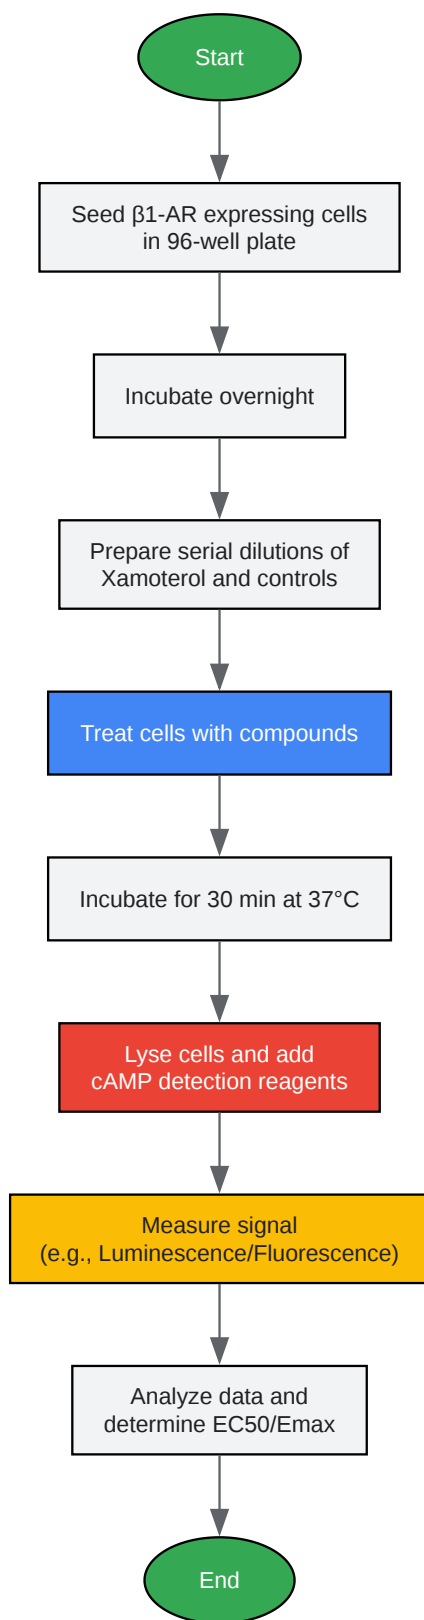 Start
Seed β1-AR expressing cells
in 96-well plate
Incubate overnight
Prepare serial dilutions of
Xamoterol and controls
Treat cells with compounds
Incubate for 30 min at 37°C
Lyse cells and add
cAMP detection reagents
Measure signal
(e.g., Luminescence/Fluorescence)
Analyze data and
determine EC50/Emax
End